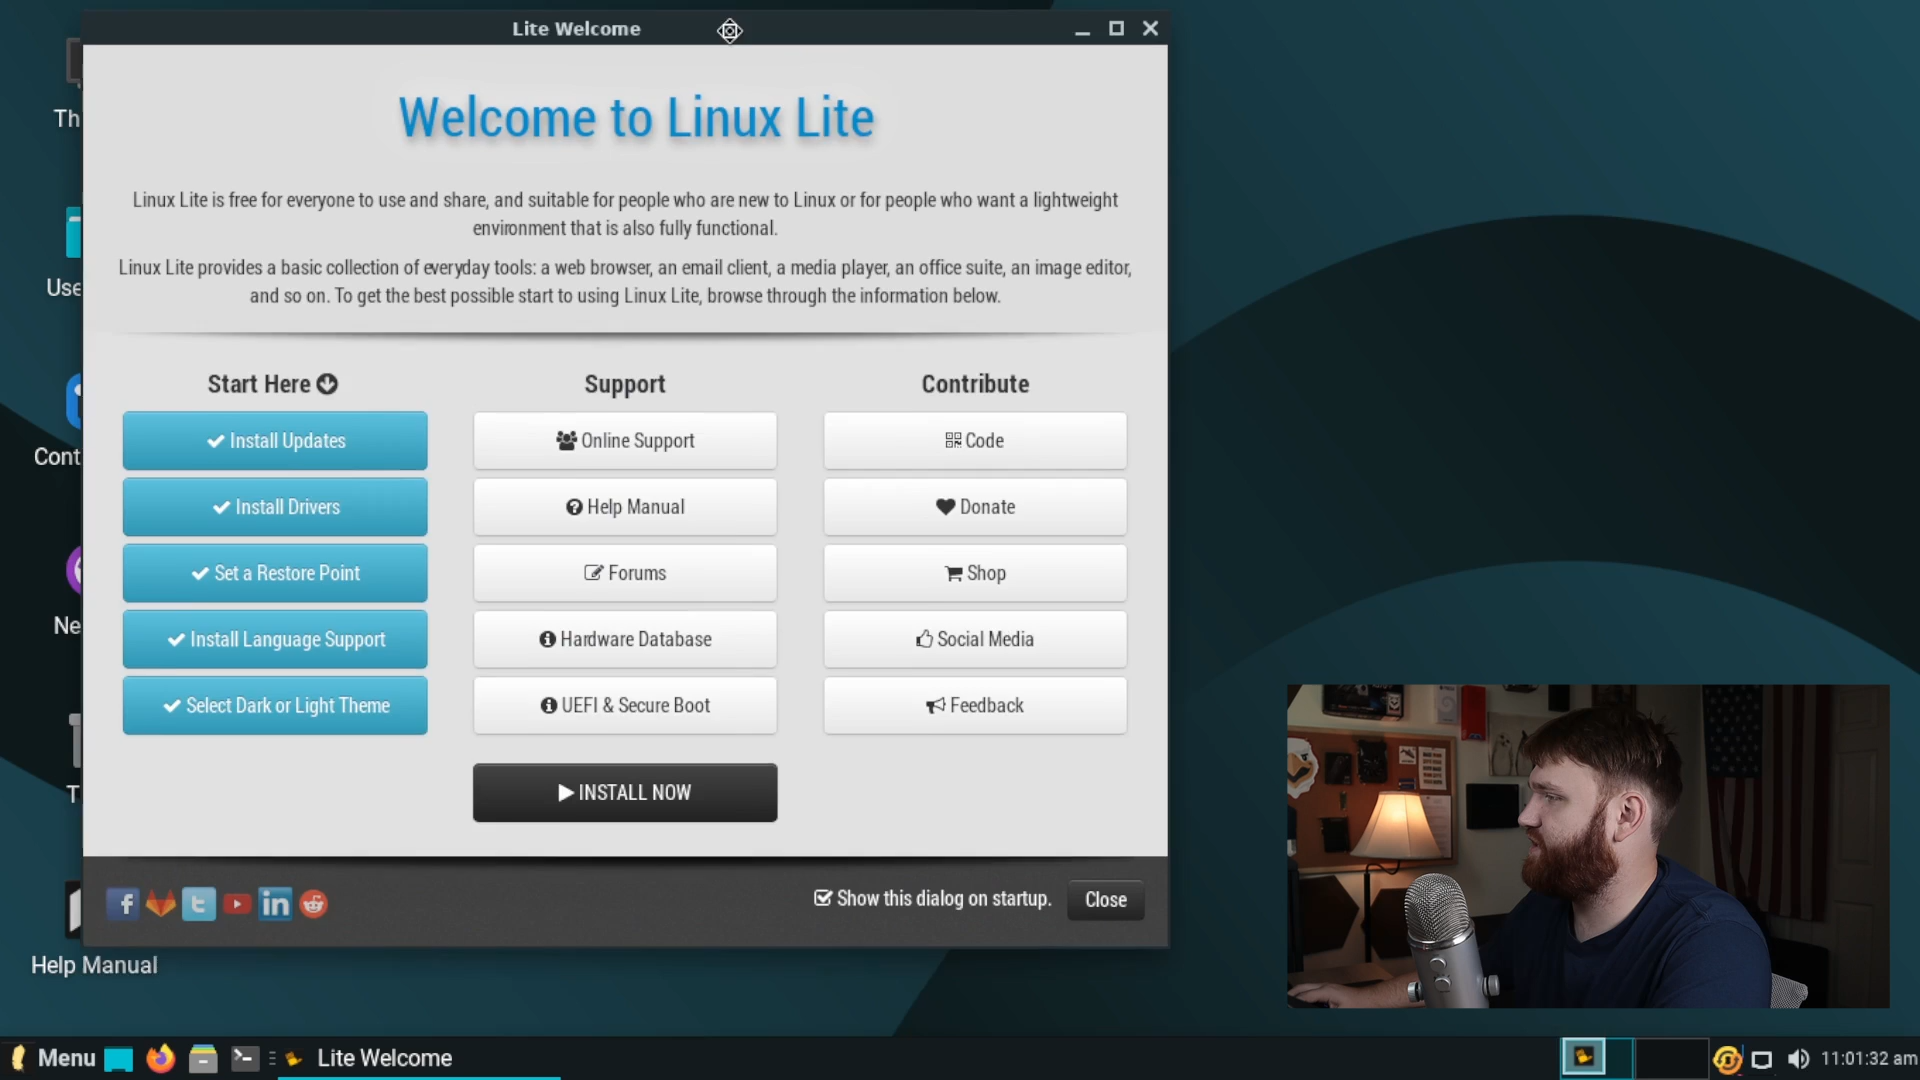 Lite Welcome
Welcome to Linux Lite
Linux Lite is free for everyone to use and share, and suitable for people who are new to Linux or for people who want a lightweight
environment that is also fully functional.
Linux Lite provides a basic collection of everyday tools: a web browser, an email client, a media player, an office suite, an image editor,
and so on. To get the best possible start to using Linux Lite, browse through the information below.
Start Here
Install Updates
Install Drivers
Set a Restore Point
Install Language Support
Select Dark or Light Theme
Support
Online Support
Help Manual
Forums
Hardware Database
UEFI & Secure Boot
Contribute
Code
Donate
Shop
Social Media
Feedback
INSTALL NOW
Show this dialog on startup.
Close
Th
Use
Cont
Ne
T
Help Manual
Menu
Lite Welcome
11:01:32 am